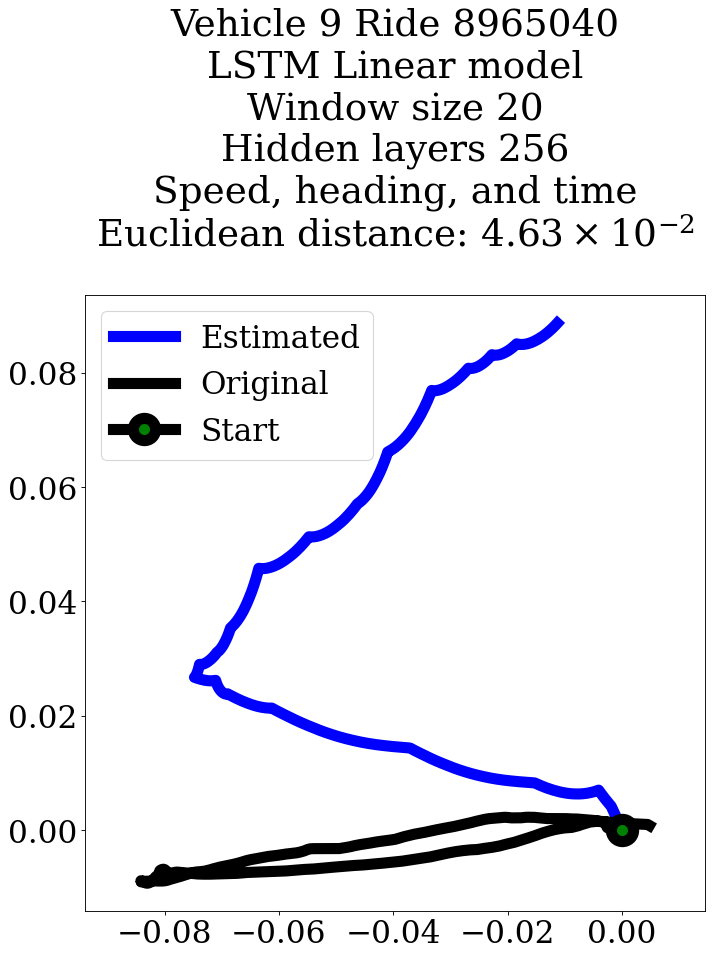 Vehicle 9 Ride 8965040
LSTM Linear model
Window size 20
Hidden layers 256
Speed, heading, and time
Euclidean distance: 4.63 × 10⁻²
Estimated
Original
Start
0.08
0.06
0.04
0.02
0.00
−0.08 −0.06 −0.04 −0.02 0.00